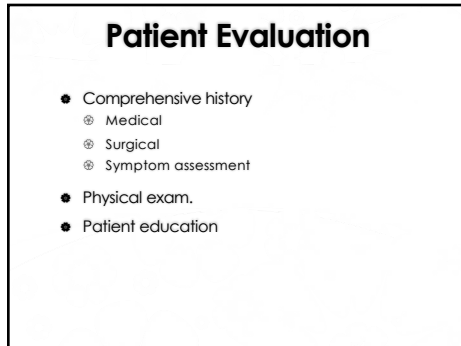 Patient Evaluation
Comprehensive history
Medical
Surgical
Symptom assessment
Physical exam.
Patient education